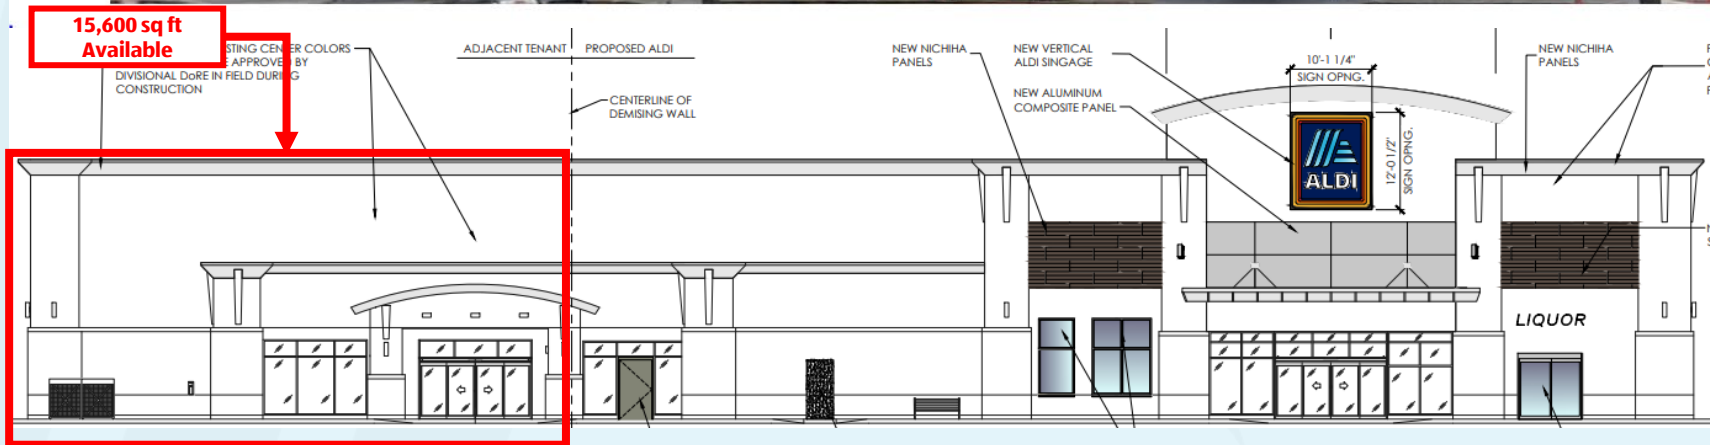 15,600 sq ft
Available
STING CENTER COLORS
E APPROVED BY
DIVISIONAL DoRE IN FIELD DURING
CONSTRUCTION
ADJACENT TENANT
PROPOSED ALDI
CENTERLINE OF
DEMISING WALL
NEW NICHIHA
PANELS
NEW VERTICAL
ALDI SINGAGE
NEW ALUMINUM
COMPOSITE PANEL
10'-1 1/4"
SIGN OPNG.
12'-0 1/2"
SIGN OPNG.
ALDI
NEW NICHIHA
PANELS
LIQUOR